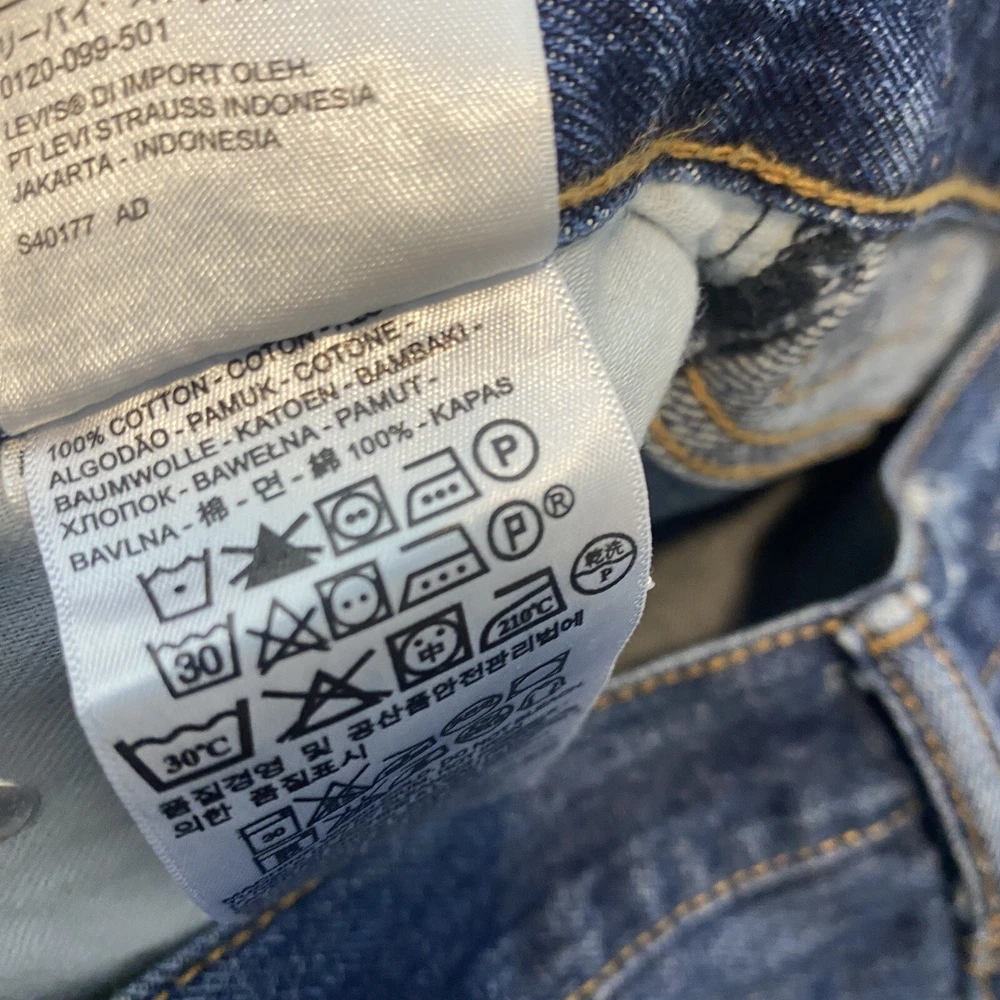 0120-099-501
LEVI'S® DI IMPORT OLEH:
PT LEVI STRAUSS INDONESIA
JAKARTA - INDONESIA
S40177 AD
100% COTTON - COTON -
ALGODÃO - PAMUK - COTONE -
BAUMWOLLE - KATOEN - BAMBAKI -
ХЛОПОК - BAWEŁNA - PAMUT -
BAVLNA - 棉 - 면 - 綿 100% - KAPAS
P
30 P ®
30°C 中 210°C 乾洗 P
품질경영 및 공산품안전관리법에
의한 품질표시
30